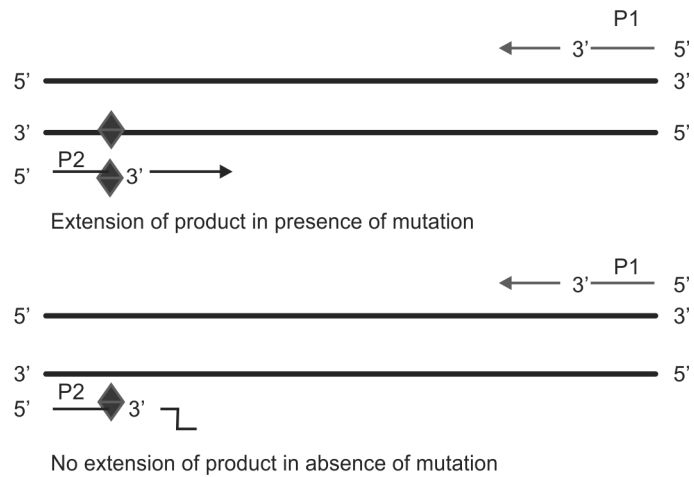 P1
3’ 5’
5’ 3’
3’ 5’
P2
5’ 3’
Extension of product in presence of mutation
P1
3’ 5’
5’ 3’
3’ 5’
P2
5’ 3’
No extension of product in absence of mutation